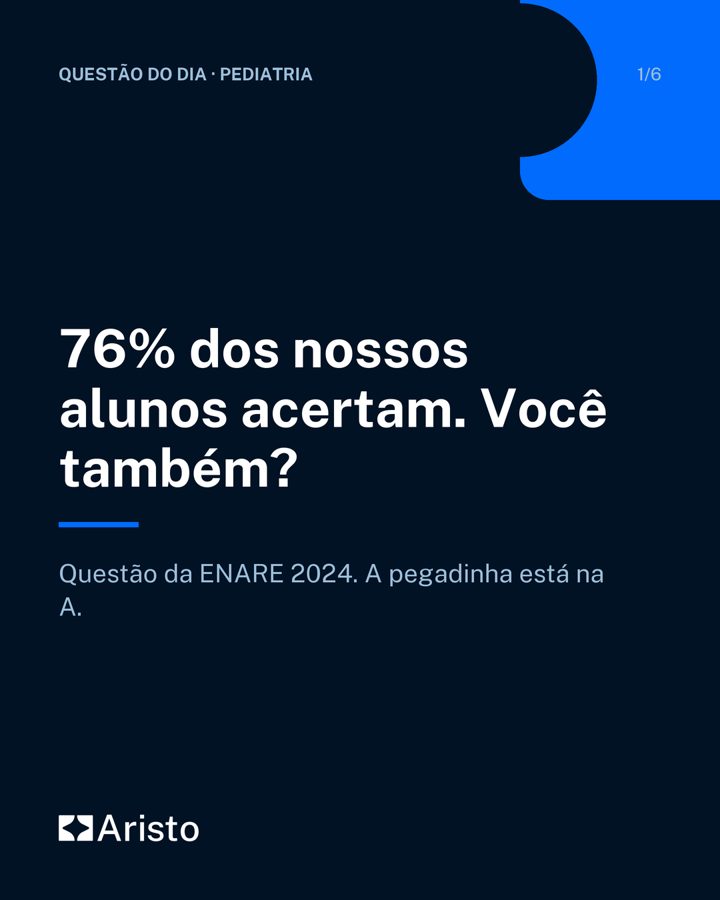 QUESTÃO DO DIA · PEDIATRIA
1/6
76% dos nossos
alunos acertam. Você
também?
Questão da ENARE 2024. A pegadinha está na
A.
Aristo